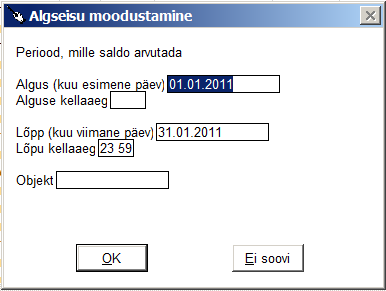 Algseisu moodustamine
Periood, mille saldo arvutada
Algus (kuu esimene päev) 01.01.2011
Alguse kellaaeg
Lõpp (kuu viimane päev) 31.01.2011
Lõpu kellaaeg 23 59
Objekt
OK Ei soovi